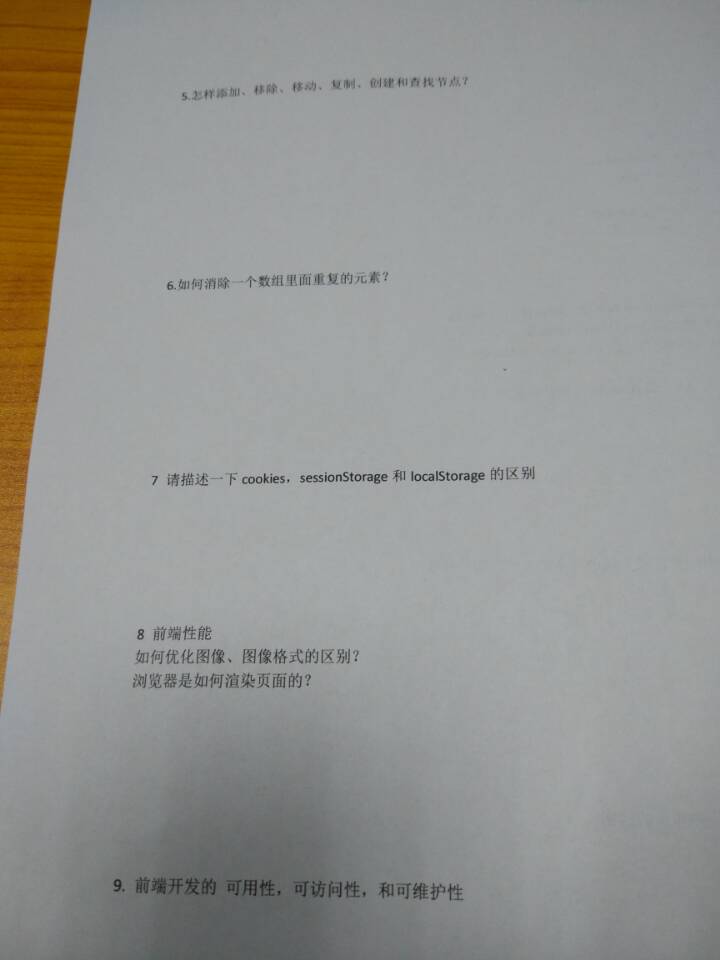 5.怎样添加、移除、移动、复制、创建和查找节点？
6.如何消除一个数组里面重复的元素？
7 请描述一下 cookies，sessionStorage 和 localStorage 的区别
8 前端性能
如何优化图像、图像格式的区别？
浏览器是如何渲染页面的？
9. 前端开发的 可用性，可访问性，和可维护性